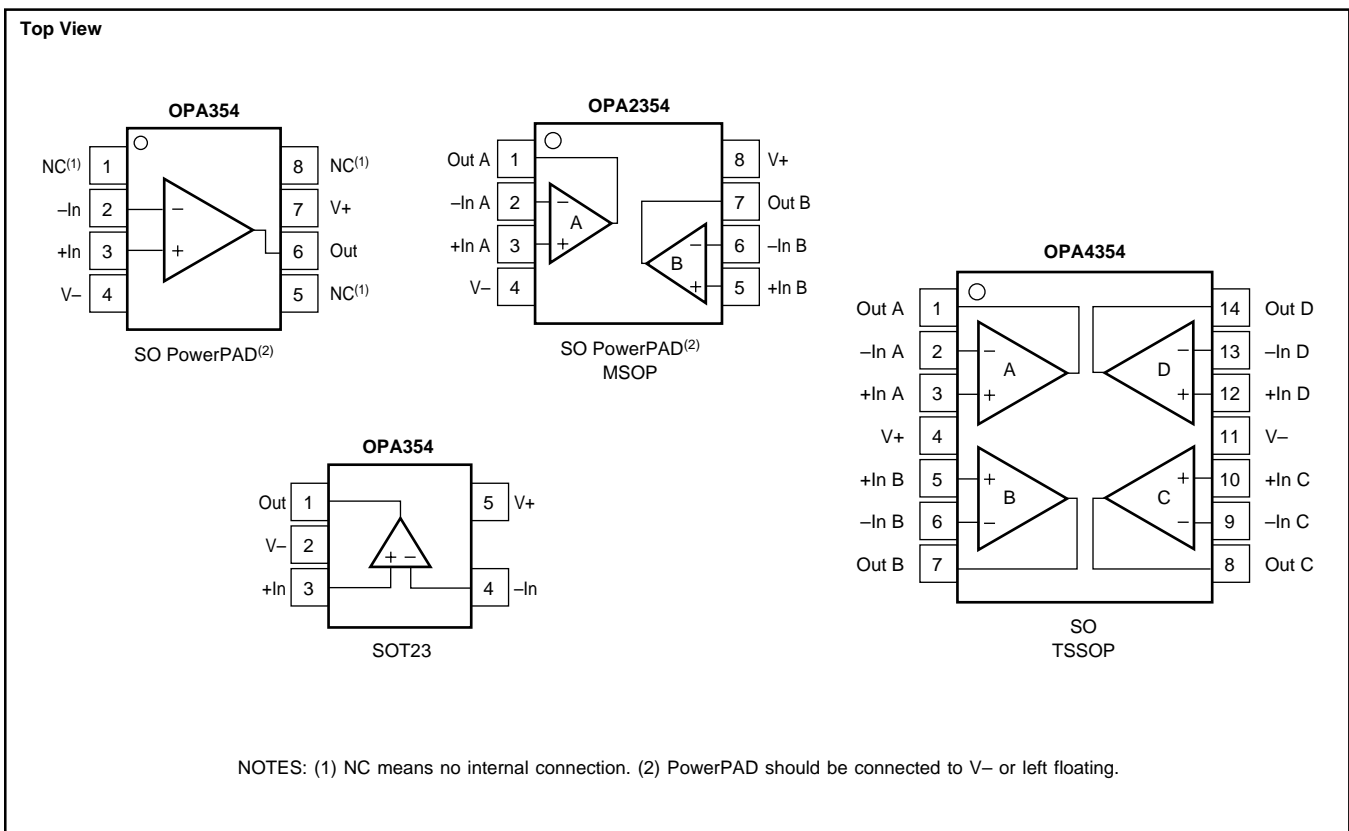 Top View
OPA354
NC(1) 1
–In 2
+In 3
V– 4
8 NC(1)
7 V+
6 Out
5 NC(1)
–
+
SO PowerPAD(2)
OPA2354
Out A 1
–In A 2
+In A 3
V– 4
8 V+
7 Out B
6 –In B
5 +In B
–
A
+
–
B
+
SO PowerPAD(2)
MSOP
OPA354
Out 1
V– 2
+In 3
5 V+
4 –In
+ –
SOT23
OPA4354
Out A 1
–In A 2
+In A 3
V+ 4
+In B 5
–In B 6
Out B 7
14 Out D
13 –In D
12 +In D
11 V–
10 +In C
9 –In C
8 Out C
–
A
+
–
D
+
+
B
–
+
C
–
SO
TSSOP
NOTES: (1) NC means no internal connection. (2) PowerPAD should be connected to V– or left floating.